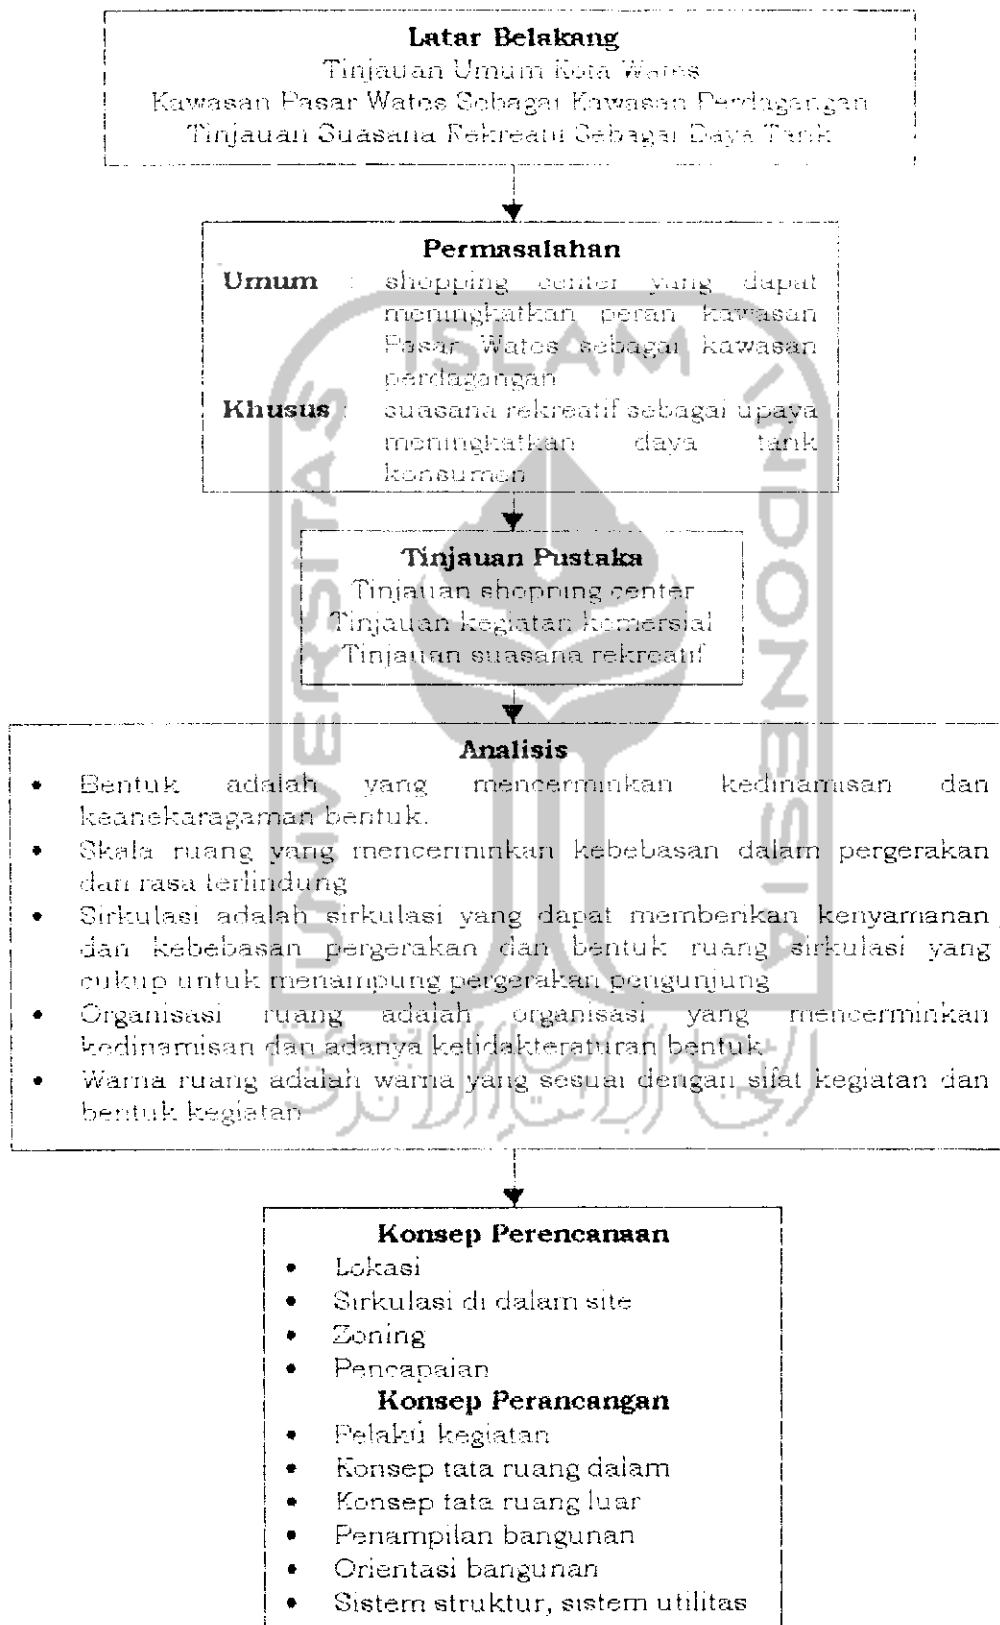 Latar Belakang
Tinjauan Umum Kota Wates
Kawasan Pasar Wates Sebagai Kawasan Perdagangan
Tinjauan Suasana Rekreatif Sebagai Daya Tarik
Permasalahan
Umum : shopping center yang dapat
meningkatkan peran kawasan
Pasar Wates sebagai kawasan
perdagangan
Khusus : suasana rekreatif sebagai upaya
meningkatkan daya tarik
konsumen
Tinjauan Pustaka
Tinjauan shopping center
Tinjauan kegiatan komersial
Tinjauan suasana rekreatif
Analisis
• Bentuk adalah yang mencerminkan kedinamisan dan
keanekaragaman bentuk.
• Skala ruang yang mencerminkan kebebasan dalam pergerakan
dan rasa terlindung
• Sirkulasi adalah sirkulasi yang dapat memberikan kenyamanan
dan kebebasan pergerakan dan bentuk ruang sirkulasi yang
cukup untuk menampung pergerakan pengunjung
• Organisasi ruang adalah organisasi yang mencerminkan
kedinamisan dan adanya ketidakteraturan bentuk
• Warna ruang adalah warna yang sesuai dengan sifat kegiatan dan
bentuk kegiatan
Konsep Perencanaan
• Lokasi
• Sirkulasi di dalam site
• Zoning
• Pencapaian
Konsep Perancangan
• Pelaku kegiatan
• Konsep tata ruang dalam
• Konsep tata ruang luar
• Penampilan bangunan
• Orientasi bangunan
• Sistem struktur, sistem utilitas
UNIVERSITAS
ISLAM
INDONESIA